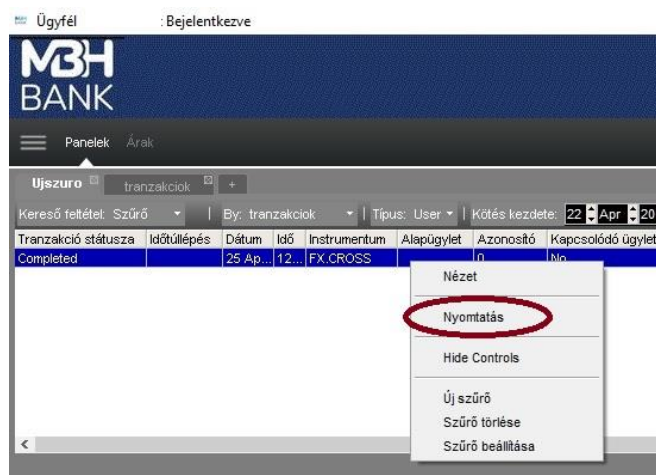 Ügyfél : Bejelentkezve
MBH
BANK
Panelek Árak
Ujszuro tranzakciok +
Kereső feltétel: Szűrő | By: tranzakciok | Típus: User | Kötés kezdete: 22 Apr 20
Tranzakció státusza Időtúllépés Dátum Idő Instrumentum Alapügylet Azonosító Kapcsolódó ügylet
Completed 25 Ap... 12... FX.CROSS 0 No
Nézet
Nyomtatás
Hide Controls
Új szűrő
Szűrő törlése
Szűrő beállítása